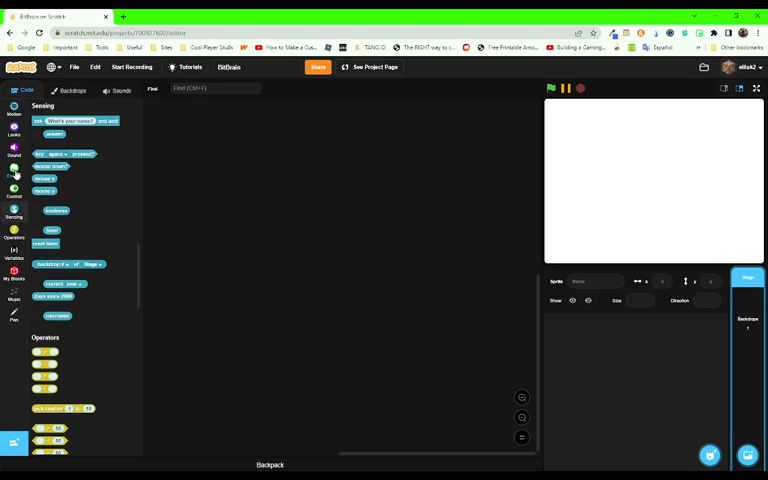 BitBrain on Scratch
scratch.mit.edu/projects/700927602/editor
Google
Important
Tools
Useful
Sites
Cool Player Skulls
How to Make a Cus...
TANG.IO
The RIGHT way to c...
Free Printable Amo...
Building a Gaming...
Español
Other bookmarks
File
Edit
Start Recording
Tutorials
BitBrain
Share
See Project Page
Code
Backdrops
Sounds
Find
Find (Ctrl+F)
Motion
Looks
Sound
Control
Sensing
Operators
Variables
My Blocks
Music
Pen
Sensing
ask What's your name? and wait
answer
key space pressed?
mouse down?
mouse x
mouse y
loudness
timer
reset timer
backdrop # of Stage
current year
days since 2000
username
Operators
pick random 1 to 10
50
50
50
Sprite
Name
x
x
y
y
Show
Size
Direction
Stage
Backdrops
1
Backpack